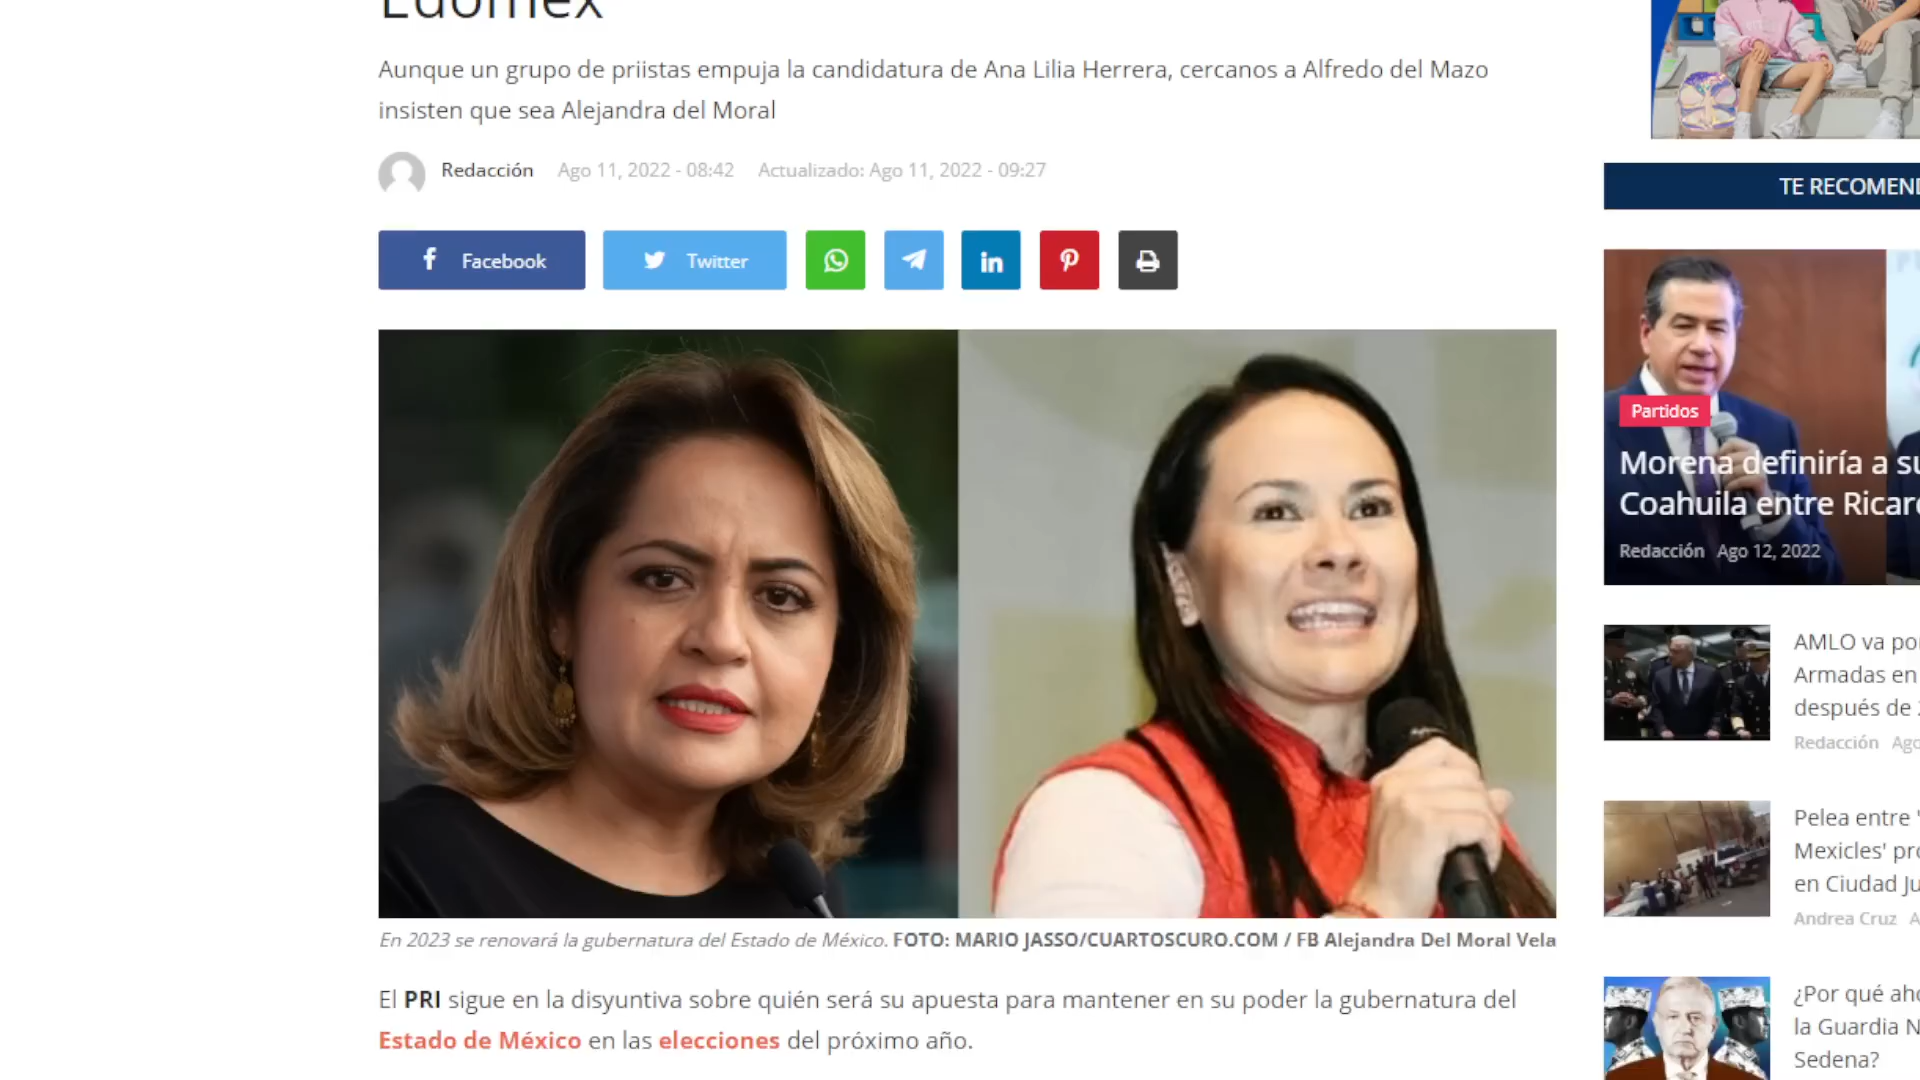 Edomex
Aunque un grupo de priistas empuja la candidatura de Ana Lilia Herrera, cercanos a Alfredo del Mazo
insisten que sea Alejandra del Moral
Redacción Ago 11, 2022 - 08:42 Actualizado: Ago 11, 2022 - 09:27
Facebook Twitter
En 2023 se renovará la gubernatura del Estado de México. FOTO: MARIO JASSO/CUARTOSCURO.COM / FB Alejandra Del Moral Vela
El PRI sigue en la disyuntiva sobre quién será su apuesta para mantener en su poder la gubernatura del
Estado de México en las elecciones del próximo año.
TE RECOMEND
Partidos
Morena definiría a su
Coahuila entre Ricar
Redacción Ago 12, 2022
AMLO va por
Armadas en
después de
Redacción Ago
Pelea entre '
Mexicles' pro
en Ciudad Ju
Andrea Cruz A
¿Por qué aho
la Guardia N
Sedena?